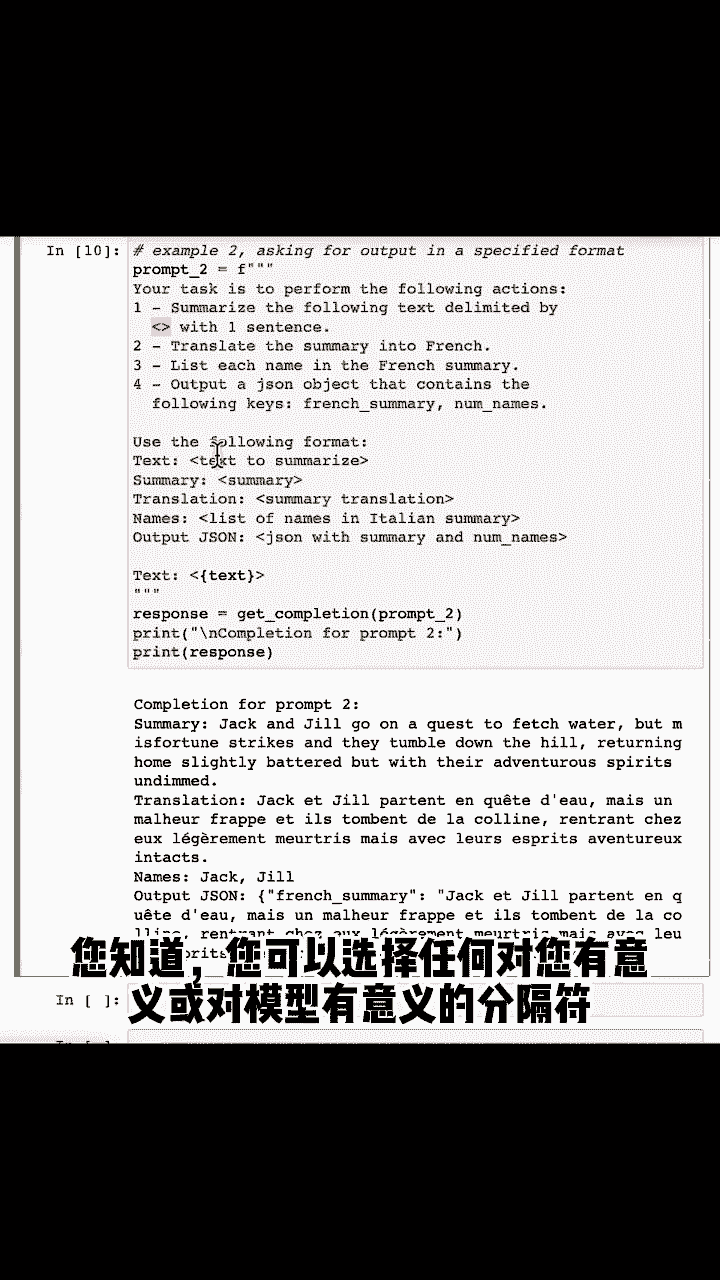 In [10]: # example 2, asking for output in a specified format
prompt_2 = f"""
Your task is to perform the following actions:
1 - Summarize the following text delimited by
<> with 1 sentence.
2 - Translate the summary into French.
3 - List each name in the French summary.
4 - Output a json object that contains the
following keys: french_summary, num_names.
Use the following format:
Text: <text to summarize>
Summary: <summary>
Translation: <summary translation>
Names: <list of names in Italian summary>
Output JSON: <json with summary and num_names>
Text: <{text}>
"""
response = get_completion(prompt_2)
print("\nCompletion for prompt 2:")
print(response)
Completion for prompt 2:
Summary: Jack and Jill go on a quest to fetch water, but m
isfortune strikes and they tumble down the hill, returning
home slightly battered but with their adventurous spirits
undimmed.
Translation: Jack et Jill partent en quête d'eau, mais un
malheur frappe et ils tombent de la colline, rentrant chez
eux légèrement meurtris mais avec leurs esprits aventureux
intacts.
Names: Jack, Jill
Output JSON: {"french_summary": "Jack et Jill partent en q
uête d'eau, mais un malheur frappe et ils tombent de la co
lline, rentrant chez eux légèrement meurtris mais avec leu
您知道，您可以选择任何对您有意
In [ ]:
义或对模型有意义的分隔符